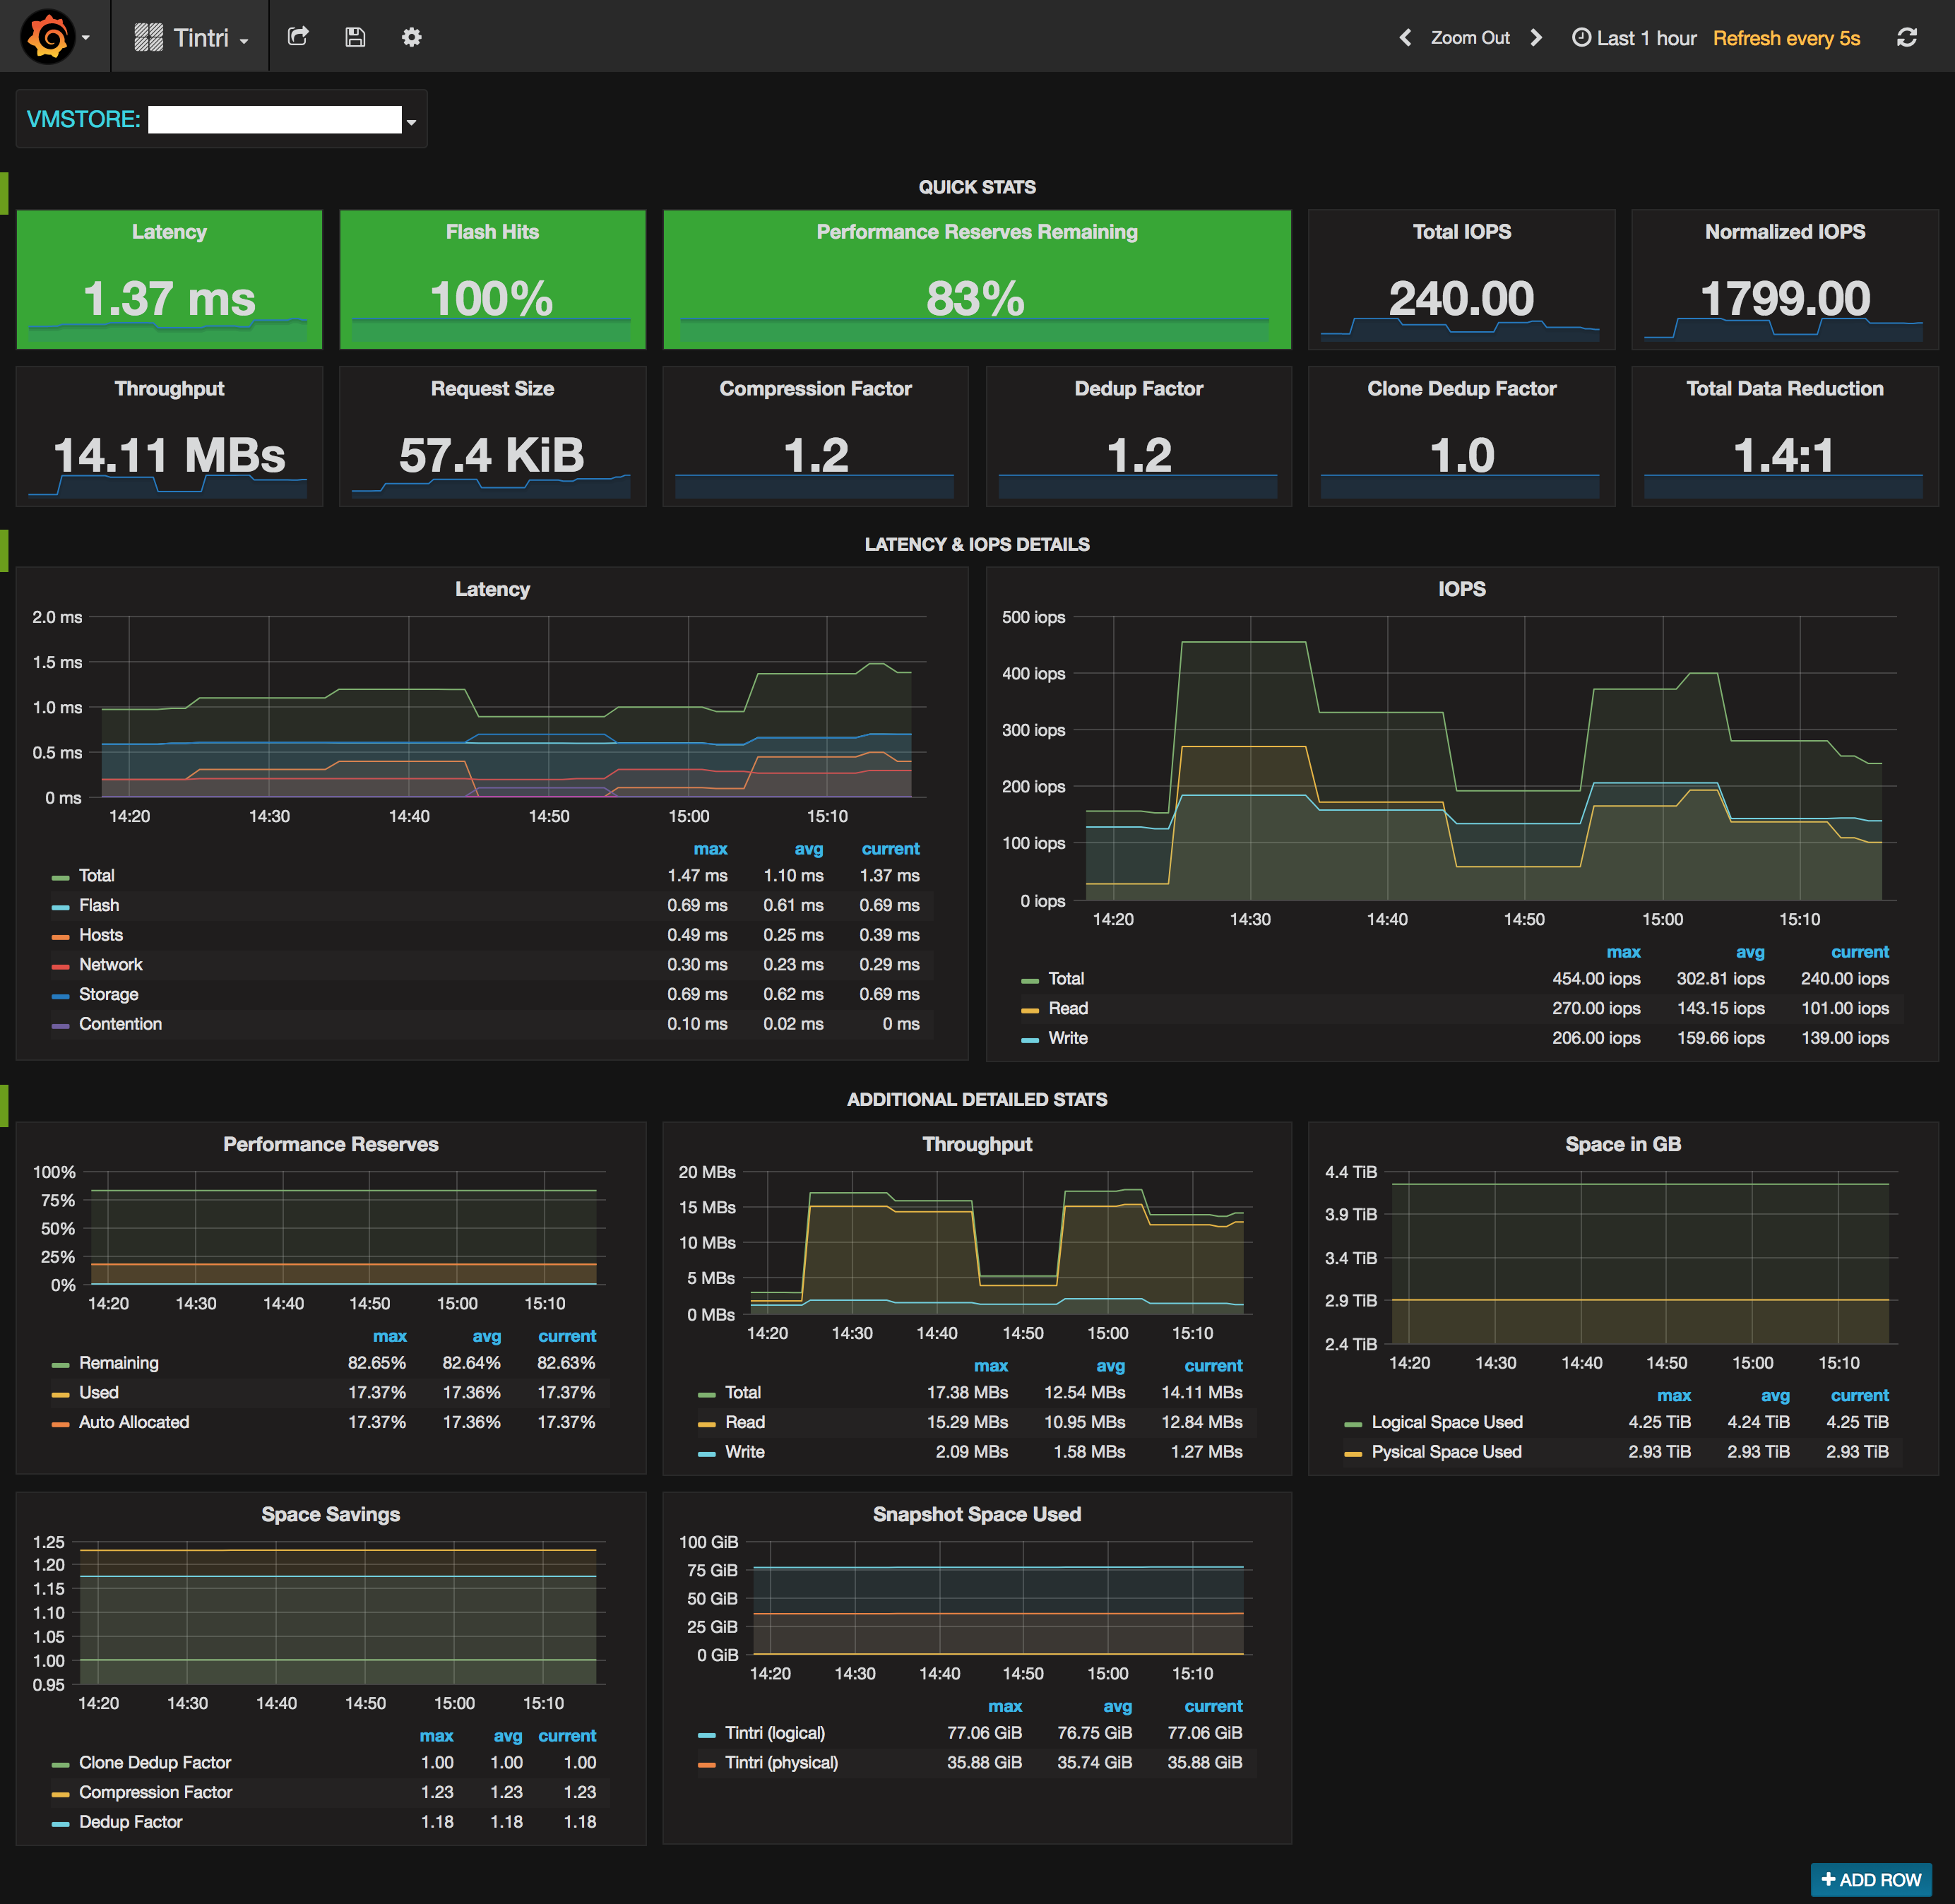 Tintri
Zoom Out
Last 1 hour
Refresh every 5s
VMSTORE:
QUICK STATS
Latency
1.37 ms
Flash Hits
100%
Performance Reserves Remaining
83%
Total IOPS
240.00
Normalized IOPS
1799.00
Throughput
14.11 MBs
Request Size
57.4 KiB
Compression Factor
1.2
Dedup Factor
1.2
Clone Dedup Factor
1.0
Total Data Reduction
1.4:1
LATENCY & IOPS DETAILS
Latency
2.0 ms
1.5 ms
1.0 ms
0.5 ms
0 ms
14:20 14:30 14:40 14:50 15:00 15:10
max avg current
Total 1.47 ms 1.10 ms 1.37 ms
Flash 0.69 ms 0.61 ms 0.69 ms
Hosts 0.49 ms 0.25 ms 0.39 ms
Network 0.30 ms 0.23 ms 0.29 ms
Storage 0.69 ms 0.62 ms 0.69 ms
Contention 0.10 ms 0.02 ms 0 ms
IOPS
500 iops
400 iops
300 iops
200 iops
100 iops
0 iops
14:20 14:30 14:40 14:50 15:00 15:10
max avg current
Total 454.00 iops 302.81 iops 240.00 iops
Read 270.00 iops 143.15 iops 101.00 iops
Write 206.00 iops 159.66 iops 139.00 iops
ADDITIONAL DETAILED STATS
Performance Reserves
100%
75%
50%
25%
0%
14:20 14:30 14:40 14:50 15:00 15:10
max avg current
Remaining 82.65% 82.64% 82.63%
Used 17.37% 17.36% 17.37%
Auto Allocated 17.37% 17.36% 17.37%
Throughput
20 MBs
15 MBs
10 MBs
5 MBs
0 MBs
14:20 14:30 14:40 14:50 15:00 15:10
max avg current
Total 17.38 MBs 12.54 MBs 14.11 MBs
Read 15.29 MBs 10.95 MBs 12.84 MBs
Write 2.09 MBs 1.58 MBs 1.27 MBs
Space in GB
4.4 TiB
3.9 TiB
3.4 TiB
2.9 TiB
2.4 TiB
14:20 14:30 14:40 14:50 15:00 15:10
max avg current
Logical Space Used 4.25 TiB 4.24 TiB 4.25 TiB
Pysical Space Used 2.93 TiB 2.93 TiB 2.93 TiB
Space Savings
1.25
1.20
1.15
1.10
1.05
1.00
0.95
14:20 14:30 14:40 14:50 15:00 15:10
max avg current
Clone Dedup Factor 1.00 1.00 1.00
Compression Factor 1.23 1.23 1.23
Dedup Factor 1.18 1.18 1.18
Snapshot Space Used
100 GiB
75 GiB
50 GiB
25 GiB
0 GiB
14:20 14:30 14:40 14:50 15:00 15:10
max avg current
Tintri (logical) 77.06 GiB 76.75 GiB 77.06 GiB
Tintri (physical) 35.88 GiB 35.74 GiB 35.88 GiB
+ ADD ROW